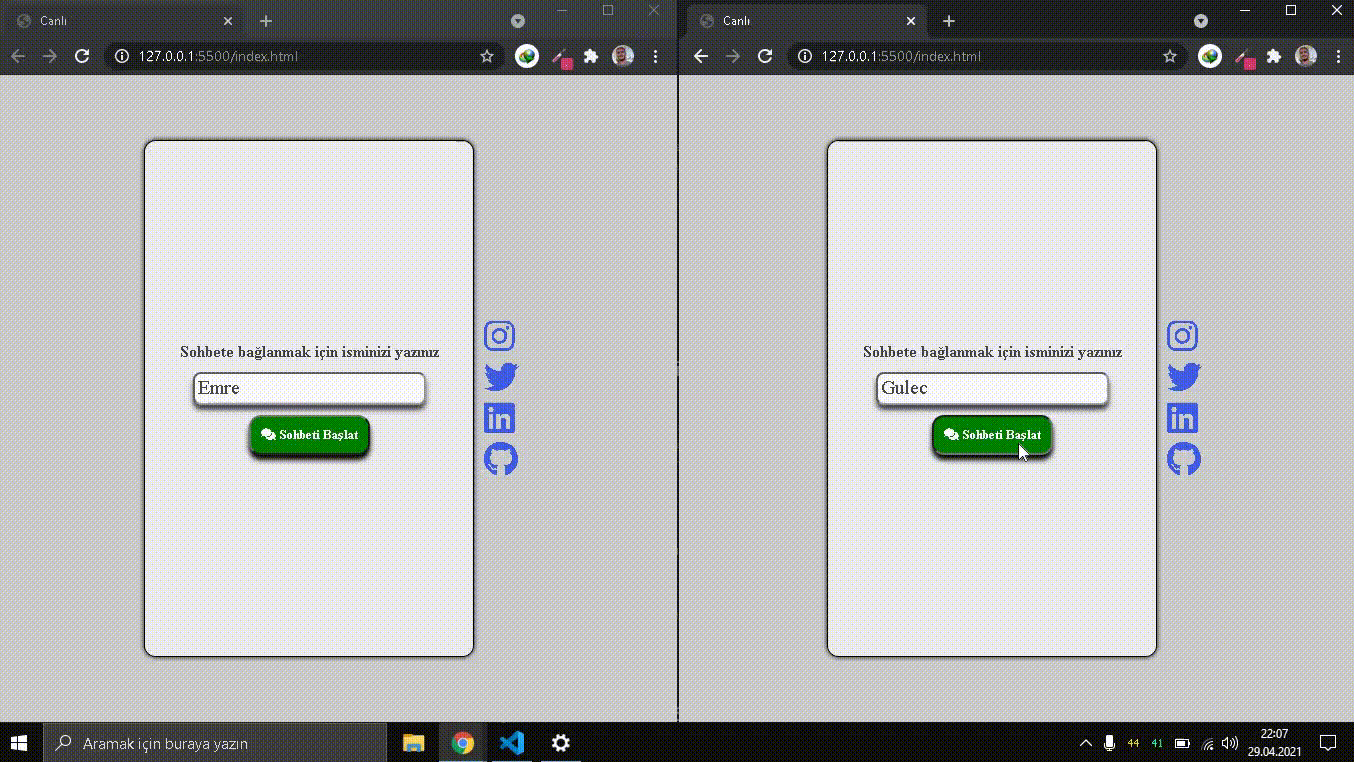 Canlı
127.0.0.1:5500/index.html
Sohbete bağlanmak için isminizi yazınız
Emre
Sohbeti Başlat
Canlı
127.0.0.1:5500/index.html
Sohbete bağlanmak için isminizi yazınız
Gulec
Sohbeti Başlat
Aramak için buraya yazın
44
41
22:07
29.04.2021